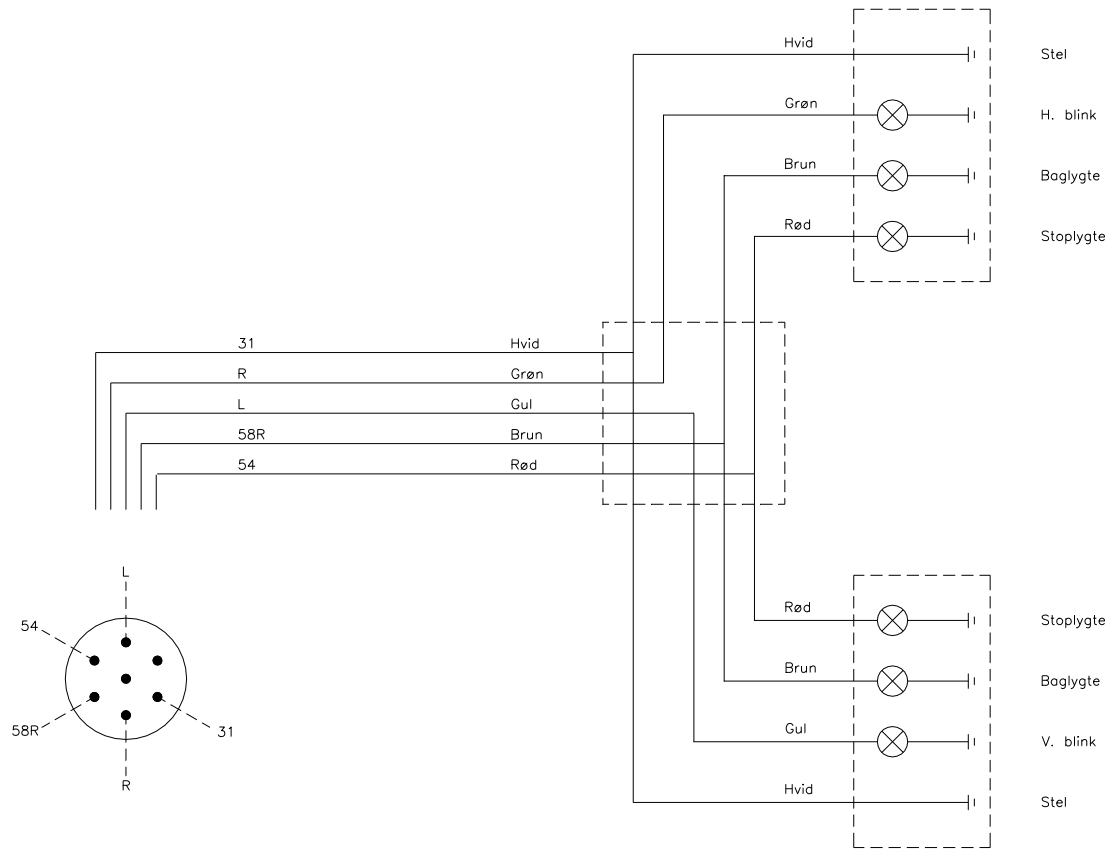 Hvid Stel
Grøn H. blink
Brun Baglygte
Rød Stoplygte
31 Hvid
R Grøn
L Gul
58R Brun
54 Rød
L
54
58R
31
R
Rød Stoplygte
Brun Baglygte
Gul V. blink
Hvid Stel